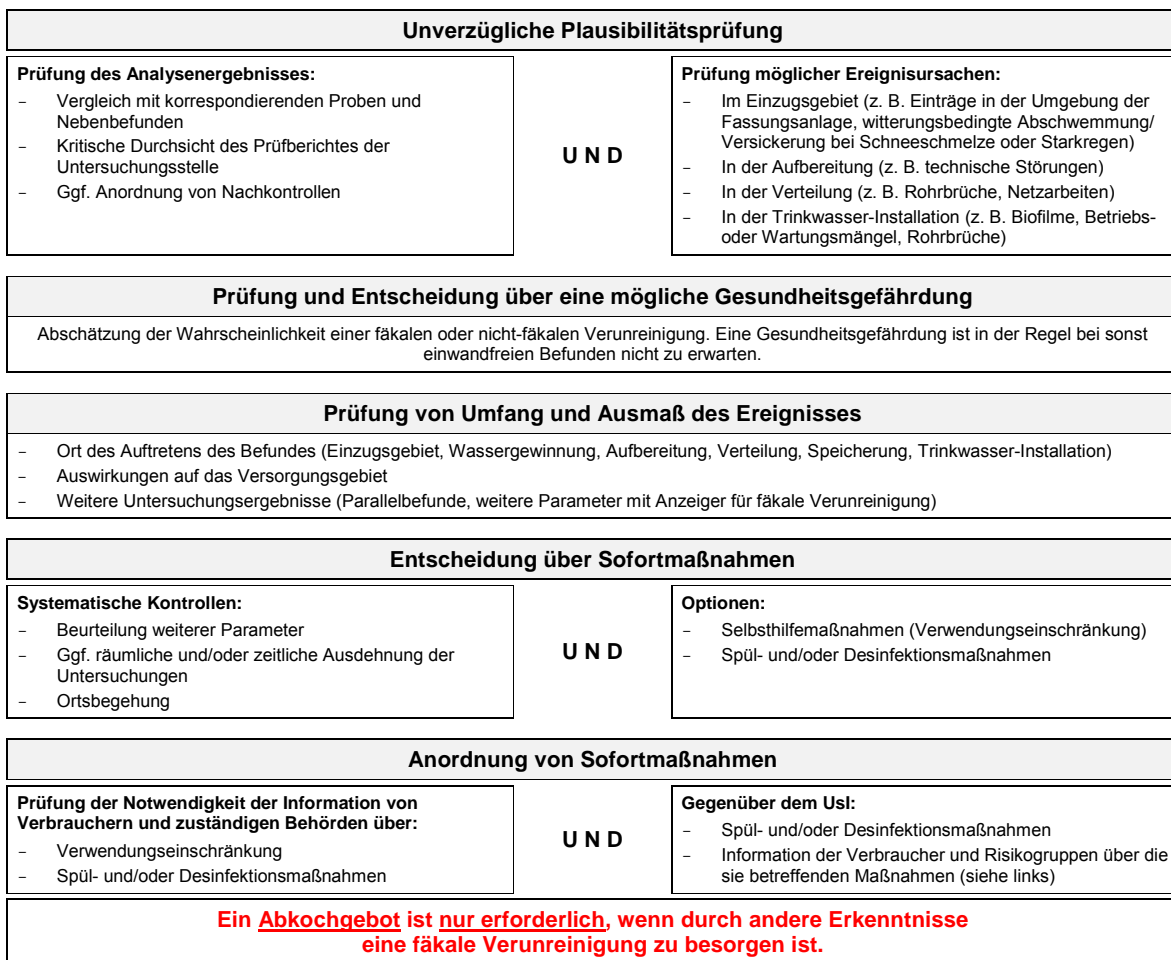 Unverzügliche Plausibilitätsprüfung
Prüfung des Analysenergebnisses:
- Vergleich mit korrespondierenden Proben und
Nebenbefunden
- Kritische Durchsicht des Prüfberichtes der
Untersuchungsstelle
- Ggf. Anordnung von Nachkontrollen
U N D
Prüfung möglicher Ereignisursachen:
- Im Einzugsgebiet (z. B. Einträge in der Umgebung der
Fassungsanlage, witterungsbedingte Abschwemmung/
Versickerung bei Schneeschmelze oder Starkregen)
- In der Aufbereitung (z. B. technische Störungen)
- In der Verteilung (z. B. Rohrbrüche, Netzarbeiten)
- In der Trinkwasser-Installation (z. B. Biofilme, Betriebs-
oder Wartungsmängel, Rohrbrüche)
Prüfung und Entscheidung über eine mögliche Gesundheitsgefährdung
Abschätzung der Wahrscheinlichkeit einer fäkalen oder nicht-fäkalen Verunreinigung. Eine Gesundheitsgefährdung ist in der Regel bei sonst
einwandfreien Befunden nicht zu erwarten.
Prüfung von Umfang und Ausmaß des Ereignisses
- Ort des Auftretens des Befundes (Einzugsgebiet, Wassergewinnung, Aufbereitung, Verteilung, Speicherung, Trinkwasser-Installation)
- Auswirkungen auf das Versorgungsgebiet
- Weitere Untersuchungsergebnisse (Parallelbefunde, weitere Parameter mit Anzeiger für fäkale Verunreinigung)
Entscheidung über Sofortmaßnahmen
Systematische Kontrollen:
- Beurteilung weiterer Parameter
- Ggf. räumliche und/oder zeitliche Ausdehnung der
Untersuchungen
- Ortsbegehung
U N D
Optionen:
- Selbsthilfemaßnahmen (Verwendungseinschränkung)
- Spül- und/oder Desinfektionsmaßnahmen
Anordnung von Sofortmaßnahmen
Prüfung der Notwendigkeit der Information von
Verbrauchern und zuständigen Behörden über:
- Verwendungseinschränkung
- Spül- und/oder Desinfektionsmaßnahmen
U N D
Gegenüber dem UsI:
- Spül- und/oder Desinfektionsmaßnahmen
- Information der Verbraucher und Risikogruppen über die
sie betreffenden Maßnahmen (siehe links)
Ein Abkochgebot ist nur erforderlich, wenn durch andere Erkenntnisse
eine fäkale Verunreinigung zu besorgen ist.